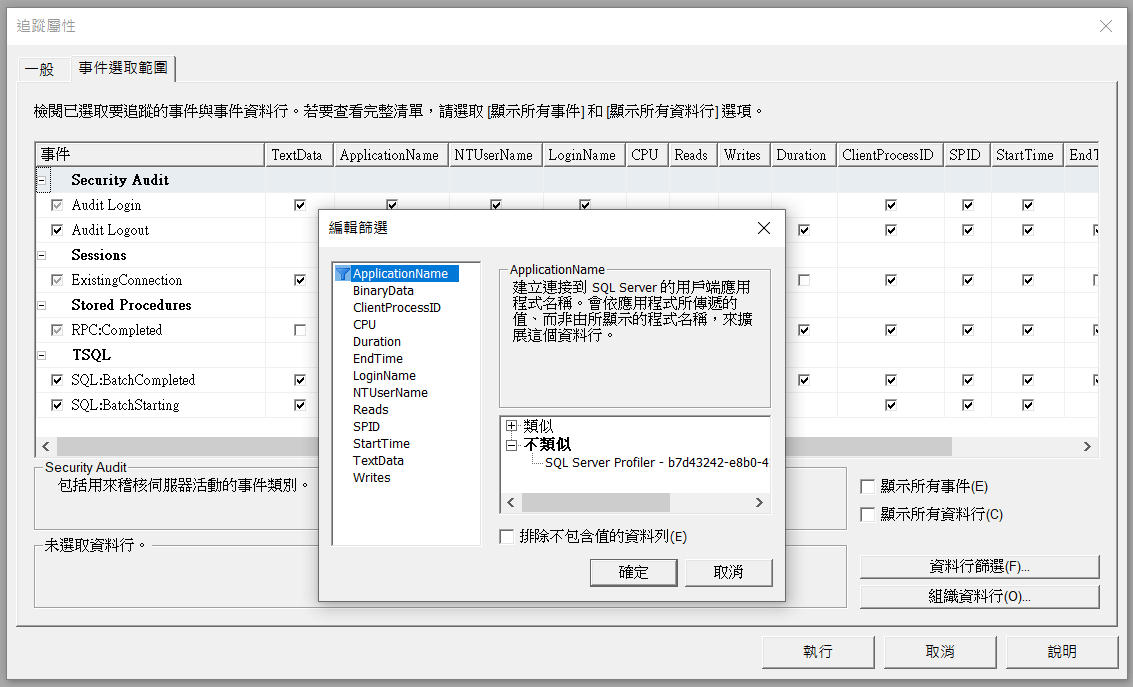 追蹤屬性
一般
事件選取範圍
檢閱已選取要追蹤的事件與事件資料行。若要查看完整清單，請選取 [顯示所有事件] 和 [顯示所有資料行] 選項。
事件 TextData ApplicationName NTUserName LoginName CPU Reads Writes Duration ClientProcessID SPID StartTime EndT
Security Audit
Audit Login
Audit Logout
Sessions
ExistingConnection
Stored Procedures
RPC:Completed
TSQL
SQL:BatchCompleted
SQL:BatchStarting
編輯篩選
ApplicationName
BinaryData
ClientProcessID
CPU
Duration
EndTime
LoginName
NTUserName
Reads
SPID
StartTime
TextData
Writes
ApplicationName
建立連接到 SQL Server 的用戶端應用
程式名稱。會依應用程式所傳遞的
值、而非由所顯示的程式名稱，來擴
展這個資料行。
類似
不類似
SQL Server Profiler - b7d43242-e8b0-4
排除不包含值的資料列(E)
確定
取消
Security Audit
包括用來稽核伺服器活動的事件類別。
未選取資料行。
顯示所有事件(E)
顯示所有資料行(C)
資料行篩選(F)...
組織資料行(O)...
執行
取消
說明